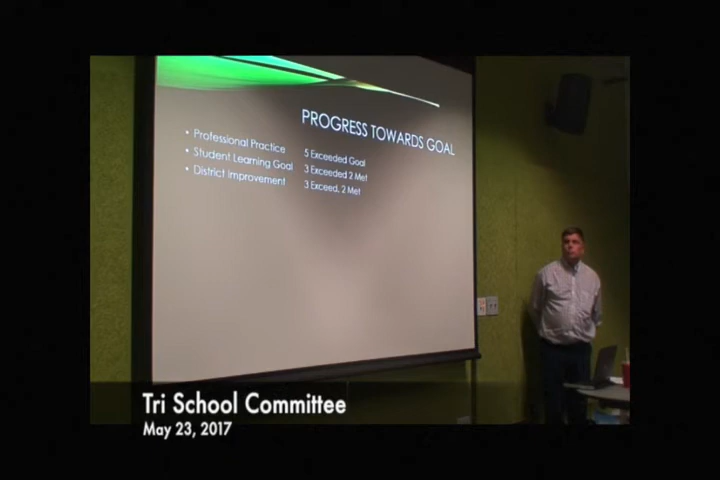 PROGRESS TOWARDS GOAL
• Professional Practice 5 Exceeded Goal
• Student Learning Goal 3 Exceeded 2 Met
• District Improvement 3 Exceed, 2 Met
Tri School Committee
May 23, 2017